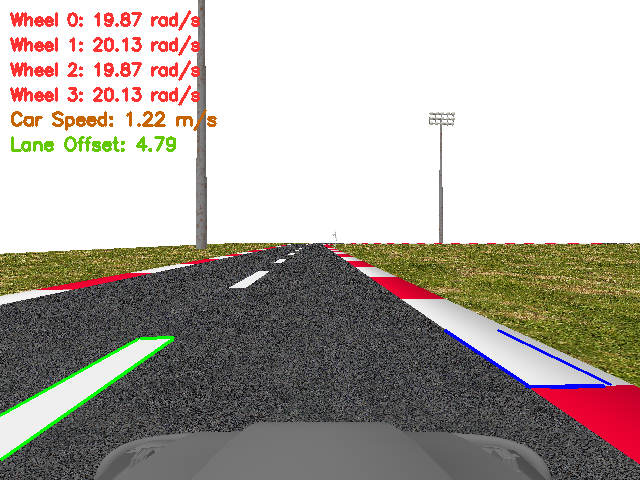 Wheel 0: 19.87 rad/s
Wheel 1: 20.13 rad/s
Wheel 2: 19.87 rad/s
Wheel 3: 20.13 rad/s
Car Speed: 1.22 m/s
Lane Offset: 4.79